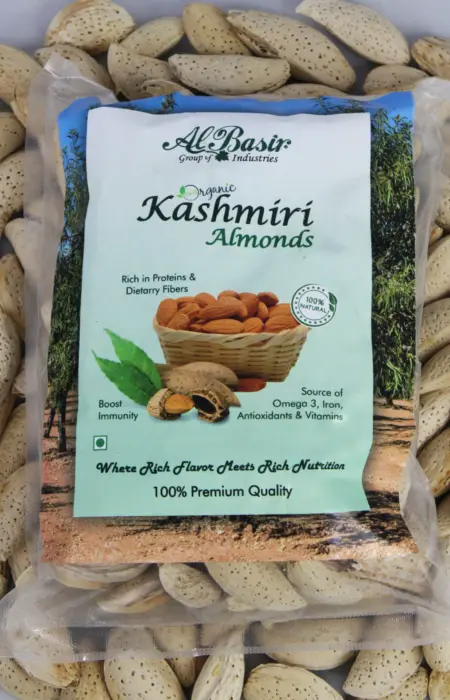 Al Basir
Group of Industries
Organic
Kashmiri
Almonds
Rich in Proteins &
Dietarry Fibers
100%
NATURAL
Boost
Immunity
Source of
Omega 3, Iron,
Antioxidants & Vitamins
Where Rich Flavor Meets Rich Nutrition
100% Premium Quality